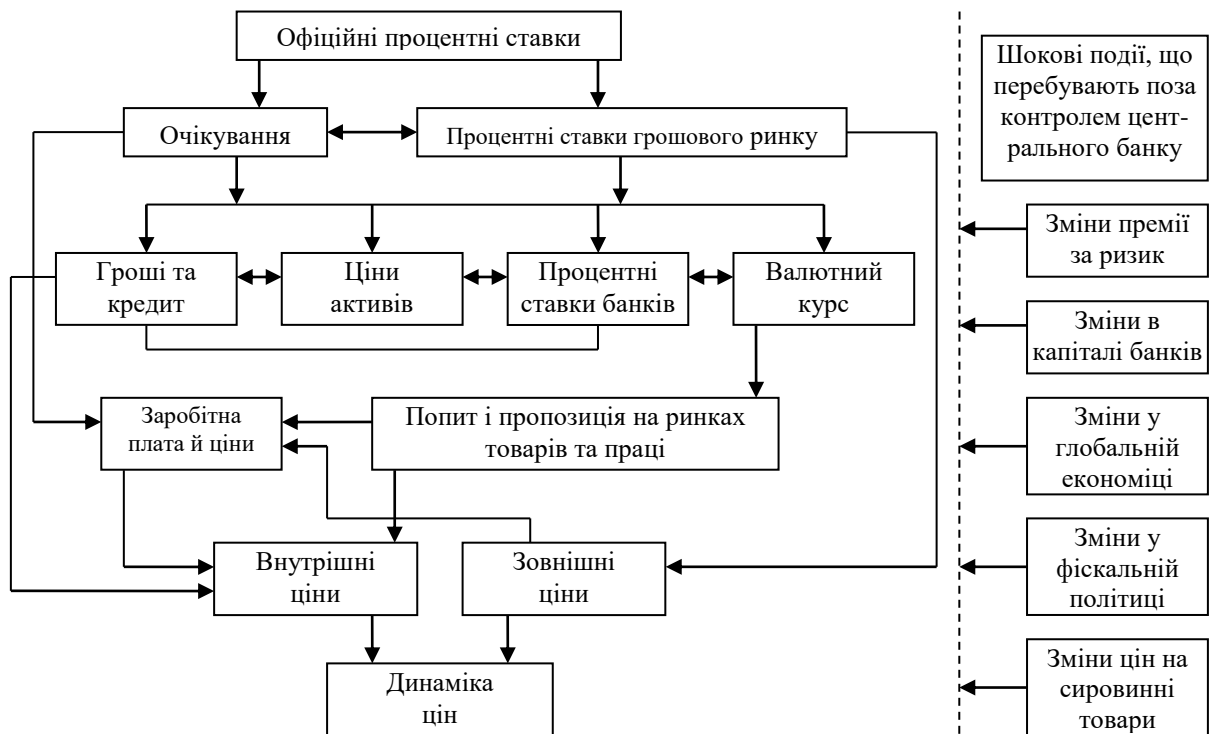 Офіційні процентні ставки
Очікування
Процентні ставки грошового ринку
Гроші та
кредит
Ціни
активів
Процентні
ставки банків
Валютний
курс
Заробітна
плата й ціни
Попит і пропозиція на ринках
товарів та праці
Внутрішні
ціни
Зовнішні
ціни
Динаміка
цін
Шокові події, що
перебувають поза
контролем цент-
рального банку
Зміни премії
за ризик
Зміни в
капіталі банків
Зміни у
глобальній
економіці
Зміни у
фіскальній
політиці
Зміни цін на
сировинні
товари